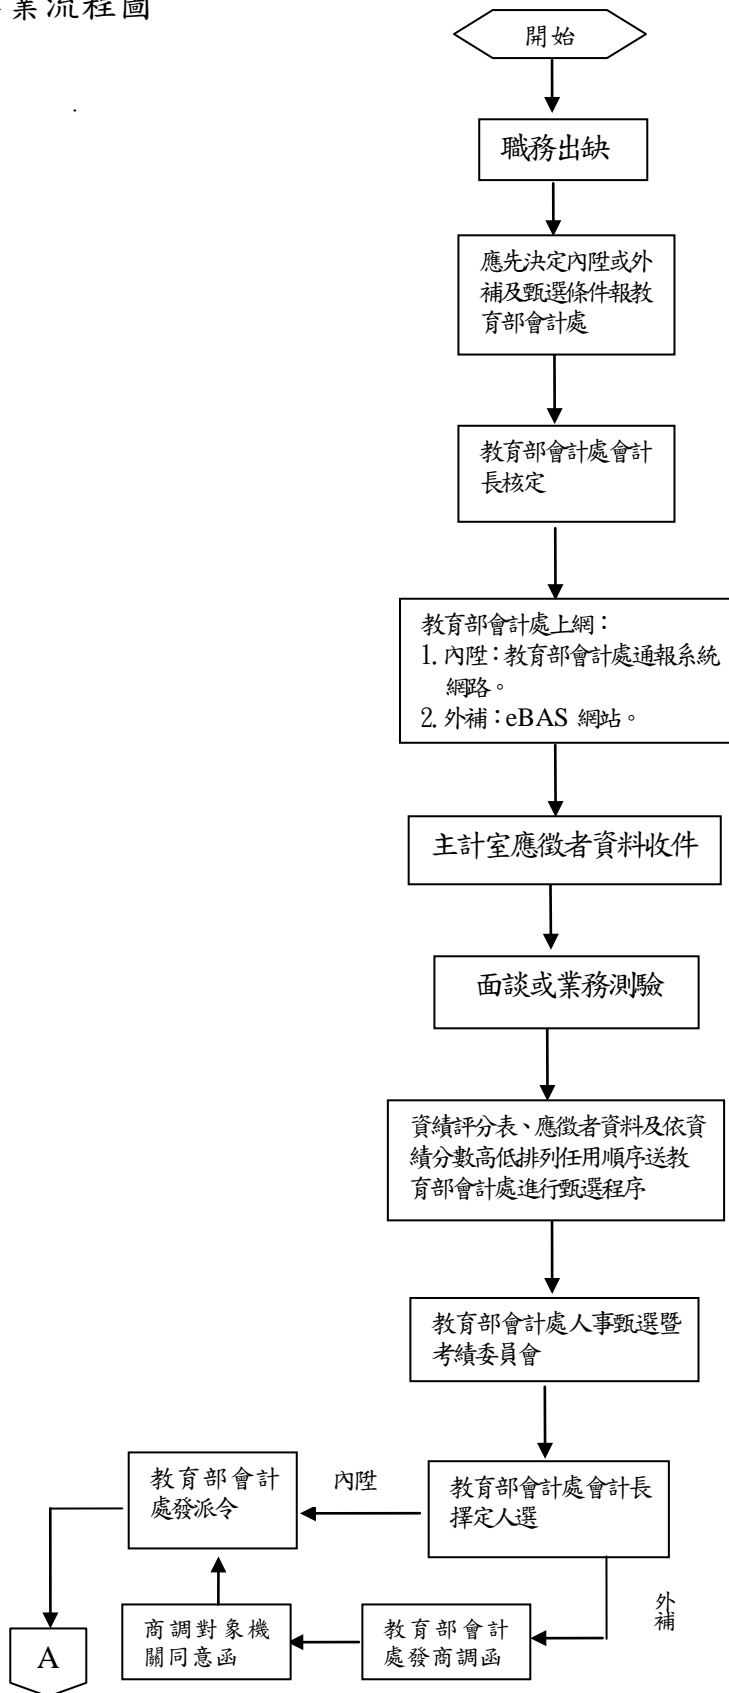 業流程圖
開始
職務出缺
應先決定內陞或外
補及甄選條件報教
育部會計處
教育部會計處會計
長核定
教育部會計處上網：
1. 內陞：教育部會計處通報系統
網路。
2. 外補：eBAS 網站。
主計室應徵者資料收件
面談或業務測驗
資績評分表、應徵者資料及依資
績分數高低排列任用順序送教
育部會計處進行甄選程序
教育部會計處人事甄選暨
考績委員會
教育部會計處會計長
擇定人選
內陞
教育部會計
處發派令
外補
教育部會計
處發商調函
商調對象機
關同意函
A